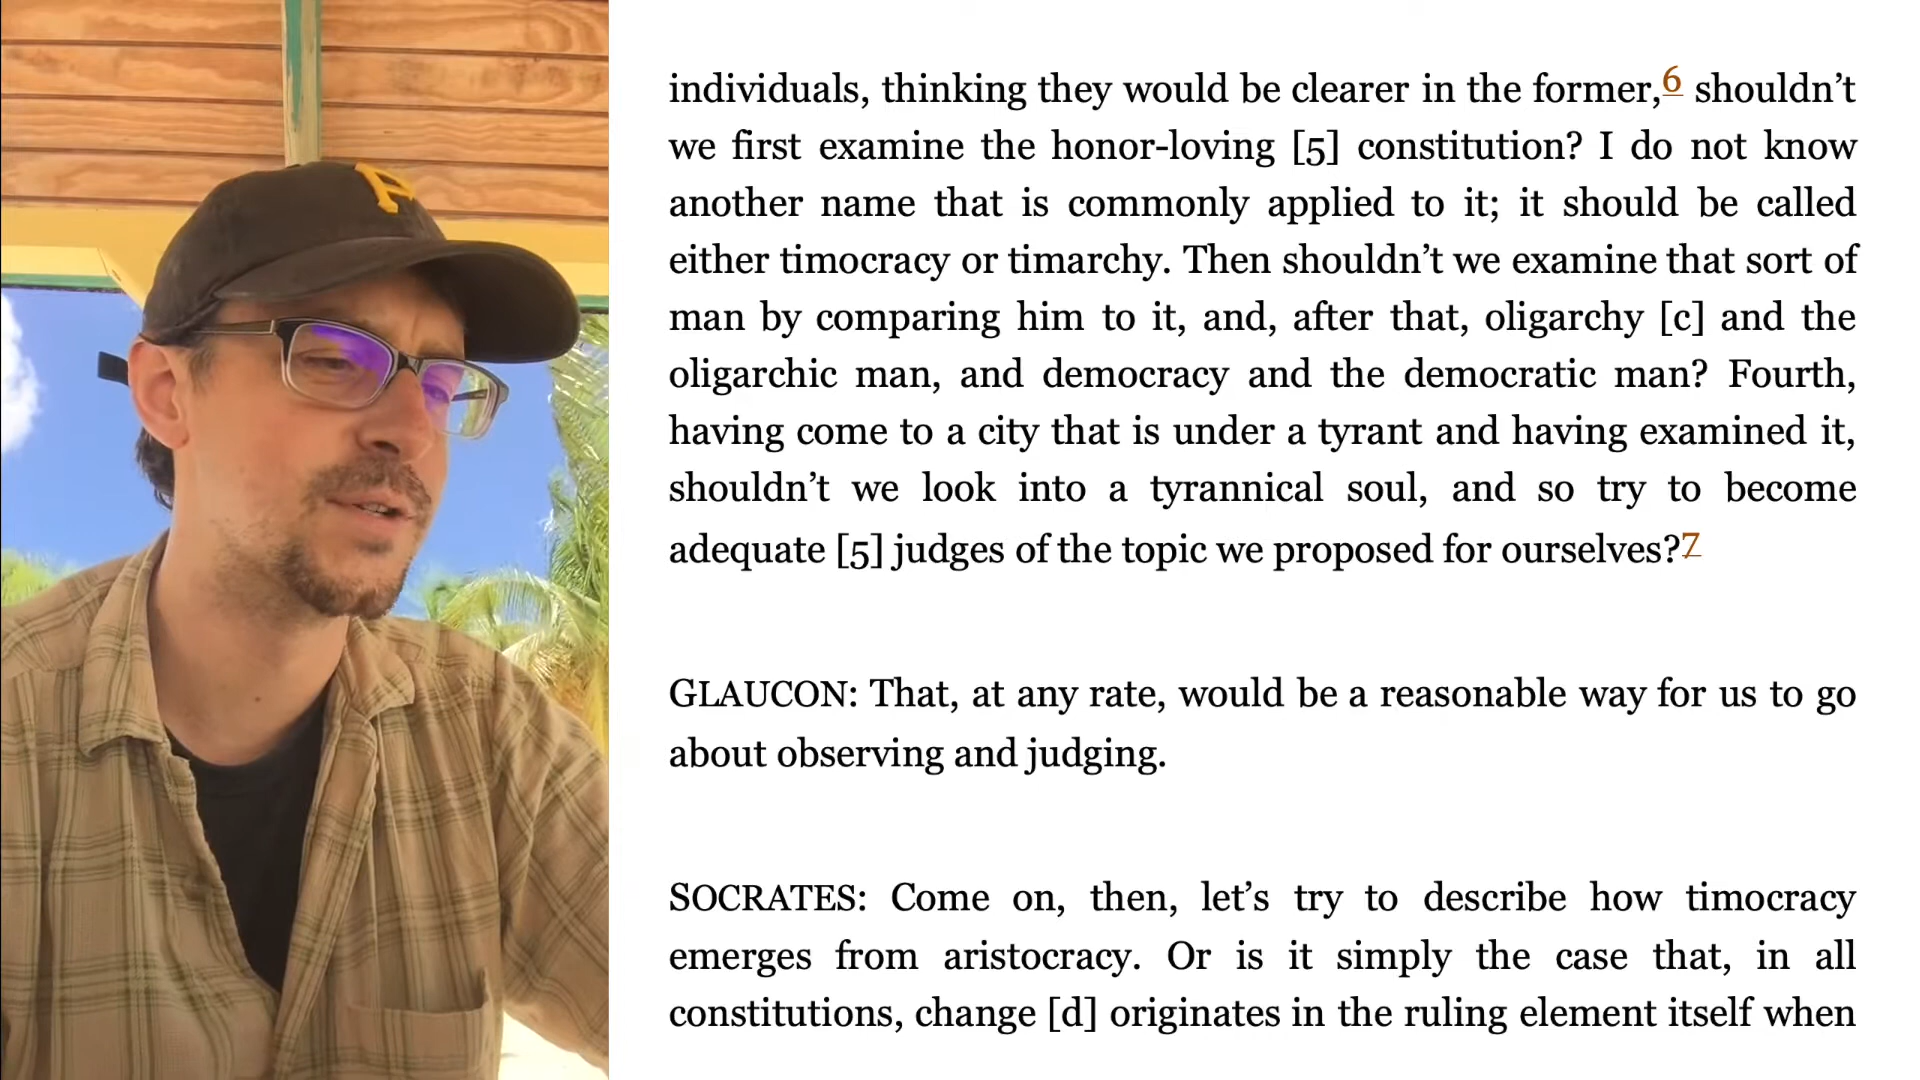 P
individuals, thinking they would be clearer in the former,6 shouldn’t
we first examine the honor-loving [5] constitution? I do not know
another name that is commonly applied to it; it should be called
either timocracy or timarchy. Then shouldn’t we examine that sort of
man by comparing him to it, and, after that, oligarchy [c] and the
oligarchic man, and democracy and the democratic man? Fourth,
having come to a city that is under a tyrant and having examined it,
shouldn’t we look into a tyrannical soul, and so try to become
adequate [5] judges of the topic we proposed for ourselves?7
GLAUCON: That, at any rate, would be a reasonable way for us to go
about observing and judging.
SOCRATES: Come on, then, let’s try to describe how timocracy
emerges from aristocracy. Or is it simply the case that, in all
constitutions, change [d] originates in the ruling element itself when